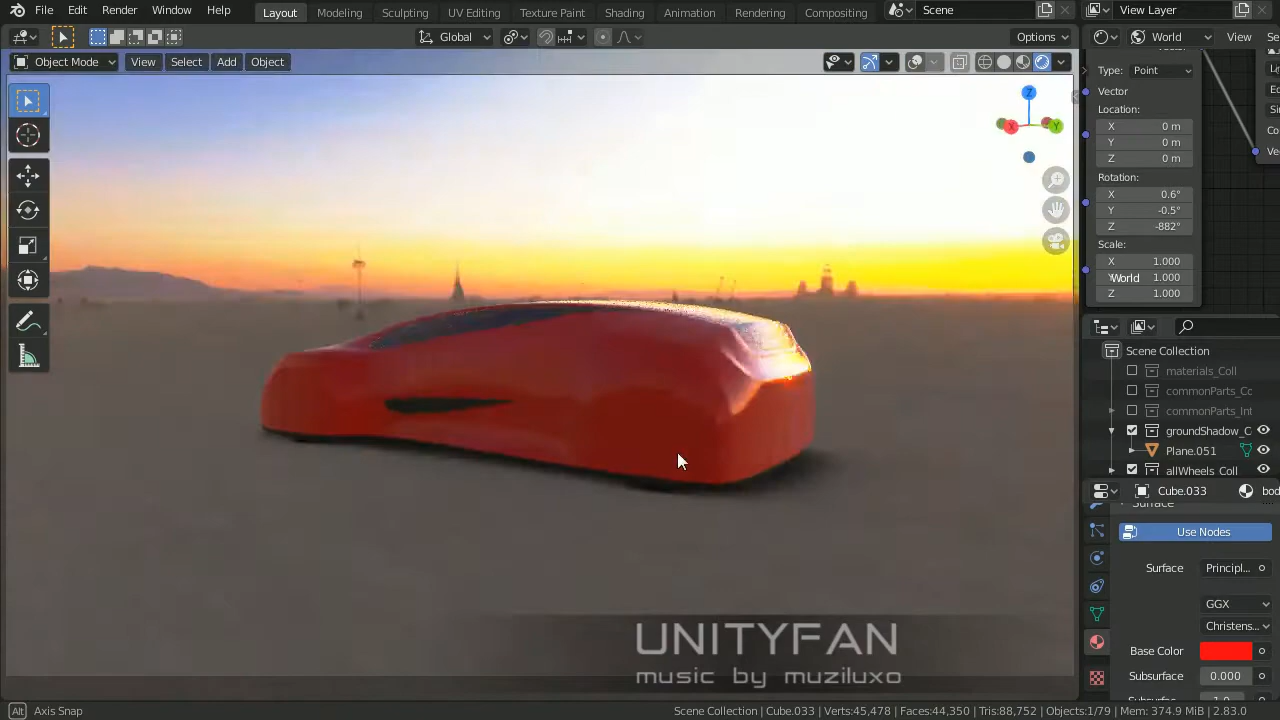 File Edit Render Window Help Layout Modeling Sculpting UV Editing Texture Paint Shading Animation Rendering Compositing Scene View Layer
Global Options World View
Object Mode View Select Add Object
Type: Point
Vector
Location:
X 0 m
Y 0 m
Z 0 m
Rotation:
X 0.6°
Y -0.5°
Z -882°
Scale:
X 1.000
Y 1.000
World
Z 1.000
Z
X
Y
Scene Collection
materials_Coll
commonParts_Cc
commonParts_Int
groundShadow_C
Plane.051
allWheels_Coll
Cube.033 bod
Surface
Use Nodes
Surface Principl...
GGX
Christens...
Base Color
Subsurface 0.000
UNITYFAN
music by muziluxo
Alt Axis Snap
Scene Collection | Cube.033 | Verts:45,478 | Faces:44,350 | Tris:88,752 | Objects:1/79 | Mem: 374.9 MiB | 2.83.0